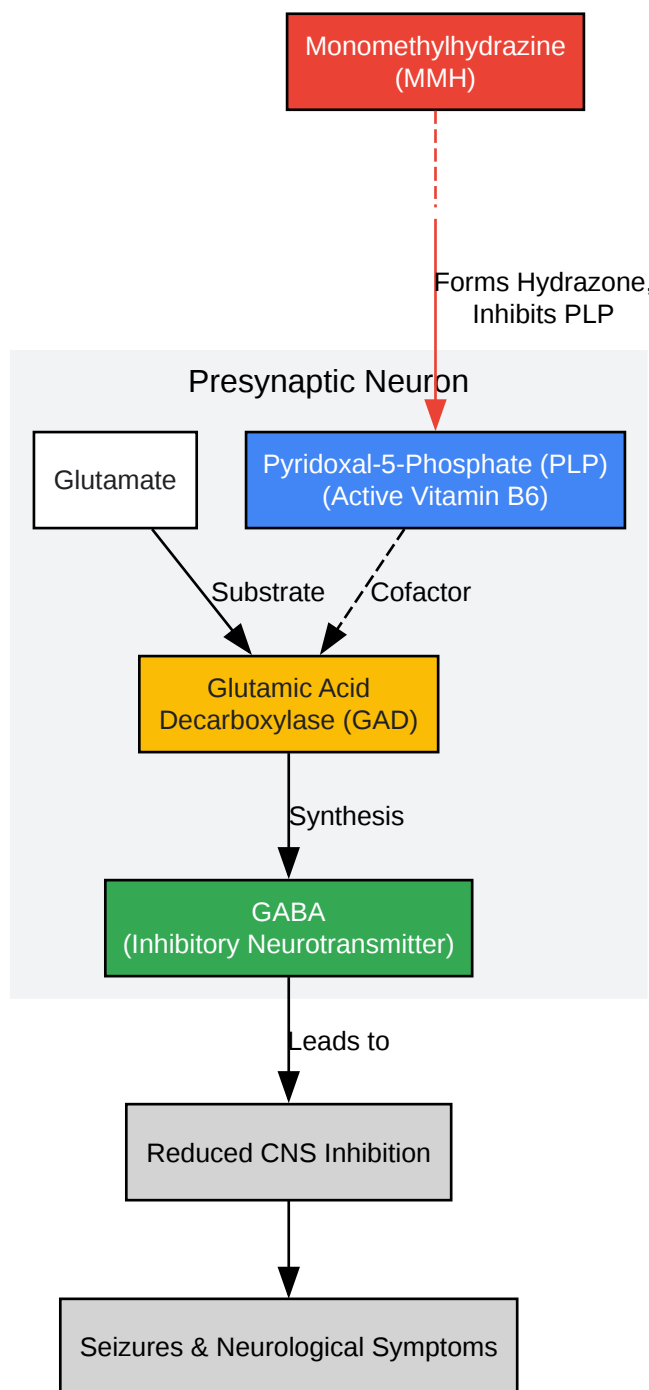 Monomethylhydrazine
(MMH)
Forms Hydrazone,
Inhibits PLP
Presynaptic Neuron
Glutamate
Pyridoxal-5-Phosphate (PLP)
(Active Vitamin B6)
Substrate
Cofactor
Glutamic Acid
Decarboxylase (GAD)
Synthesis
GABA
(Inhibitory Neurotransmitter)
Leads to
Reduced CNS Inhibition
Seizures & Neurological Symptoms